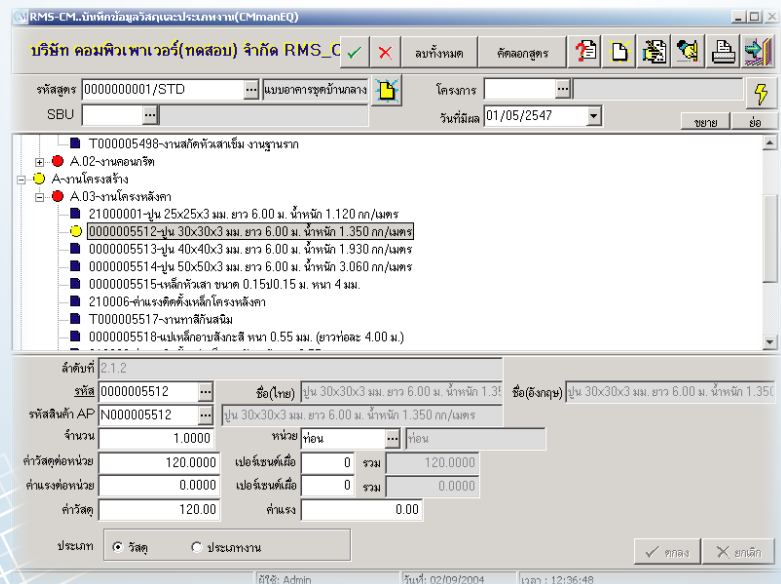 RMS-CM..บันทึกข้อมูลวัสดุและประเภทงาน(CMmanEQ)
บริษัท คอมพิวเพาเวอร์(ทดสอบ) จำกัด RMS_C ลบทั้งหมด คัดลอกสูตร
รหัสสูตร 0000000001/STD ... แบบอาคารชุดบ้านกลาง โครงการ ...
SBU ... วันที่มีผล 01/05/2547 ขยาย ย่อ
T000005498-งานสกัดหัวเสาเข็ม งานฐานราก
A.02-งานคอนกรีต
A-งานโครงสร้าง
A.03-งานโครงหลังคา
21000001-ปูน 25x25x3 มม. ยาว 6.00 ม. น้ำหนัก 1.120 กก/เมตร
0000005512-ปูน 30x30x3 มม. ยาว 6.00 ม. น้ำหนัก 1.350 กก/เมตร
0000005513-ปูน 40x40x3 มม. ยาว 6.00 ม. น้ำหนัก 1.930 กก/เมตร
0000005514-ปูน 50x50x3 มม. ยาว 6.00 ม. น้ำหนัก 3.060 กก/เมตร
0000005515-เหล็กหัวเสา ขนาด 0.15ป0.15 ม. หนา 4 มม.
210006-ค่าแรงติดตั้งเหล็กโครงหลังคา
T000005517-งานทาสีกันสนิม
0000005518-แปเหล็กอาบสังกะสี หนา 0.55 มม. (ยาวท่อละ 4.00 ม.)
ลำดับที่ 2.1.2
รหัส 0000005512 ... ชื่อ(ไทย) ปูน 30x30x3 มม. ยาว 6.00 ม. น้ำหนัก 1.35 ชื่อ(อังกฤษ) ปูน 30x30x3 มม. ยาว 6.00 ม. น้ำหนัก 1.350
รหัสสินค้า AP N000005512 ... ปูน 30x30x3 มม. ยาว 6.00 ม. น้ำหนัก 1.350 กก/เมตร
จำนวน 1.0000 หน่วย ท่อน ... ท่อน
ค่าวัสดุต่อหน่วย 120.0000 เปอร์เซนต์เผื่อ 0 รวม 120.0000
ค่าแรงต่อหน่วย 0.0000 เปอร์เซนต์เผื่อ 0 รวม 0.0000
ค่าวัสดุ 120.00 ค่าแรง 0.00
ประเภท วัสดุ ประเภทงาน ตกลง ยกเลิก
ผู้ใช้: Admin วันที่: 02/09/2004 เวลา : 12:36:48